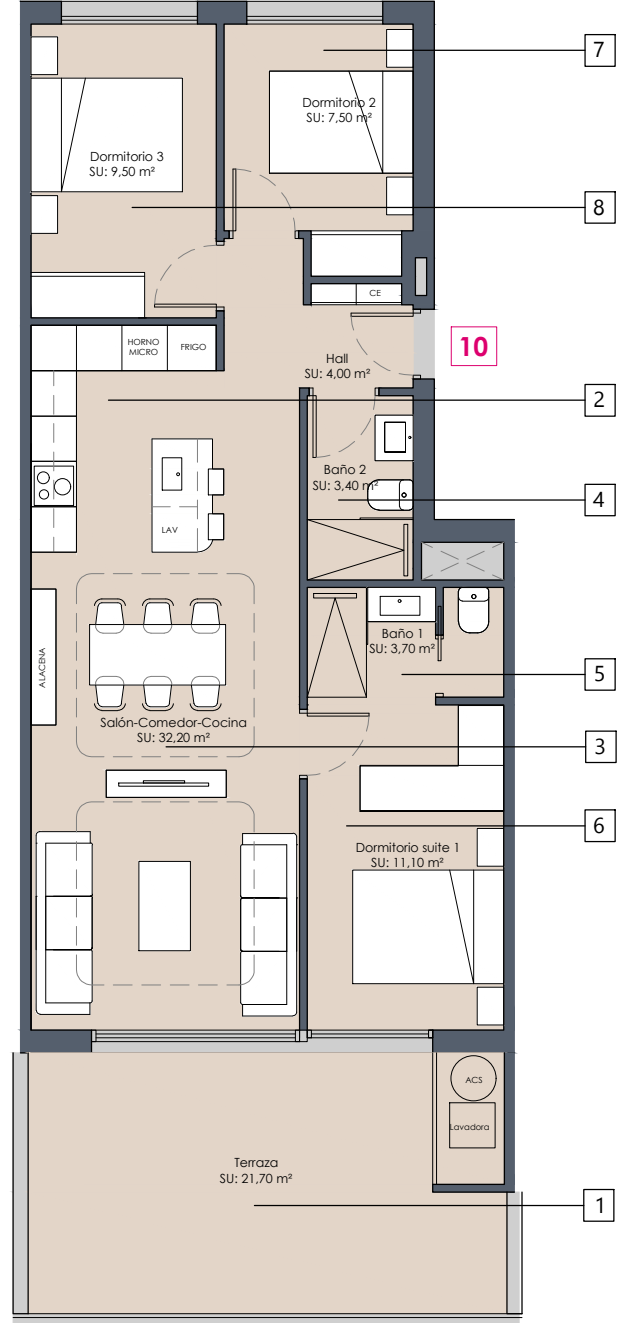 7
Dormitorio 2
SU: 7,50 m²
Dormitorio 3
SU: 9,50 m²
8
CE
HORNO
MICRO
FRIGO
10
Hall
SU: 4,00 m²
2
Baño 2
SU: 3,40 m²
4
LAV
Baño 1
SU: 3,70 m²
5
ALACENA
Salón-Comedor-Cocina
SU: 32,20 m²
3
6
Dormitorio suite 1
SU: 11,10 m²
ACS
Lavadora
Terraza
SU: 21,70 m²
1